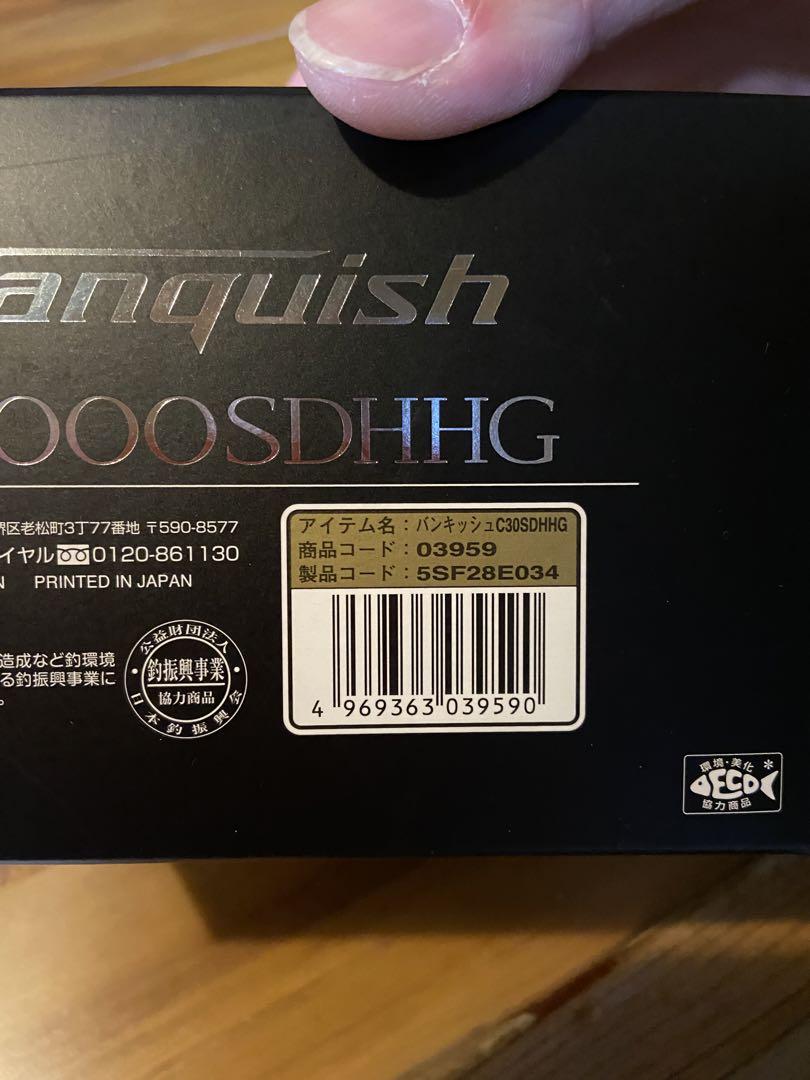 anquish
000SDHHG
堺区老松町3丁77番地 〒590-8577
イヤル 0120-861130
N PRINTED IN JAPAN
造成など釣環境
る釣振興事業に
。
公益財団法人
釣振興事業
協力商品
日本釣振興会
アイテム名：バンキッシュC30SDHHG
商品コード：03959
製品コード：5SF28E034
4 969363 039590
環境・美化
ECO
協力商品